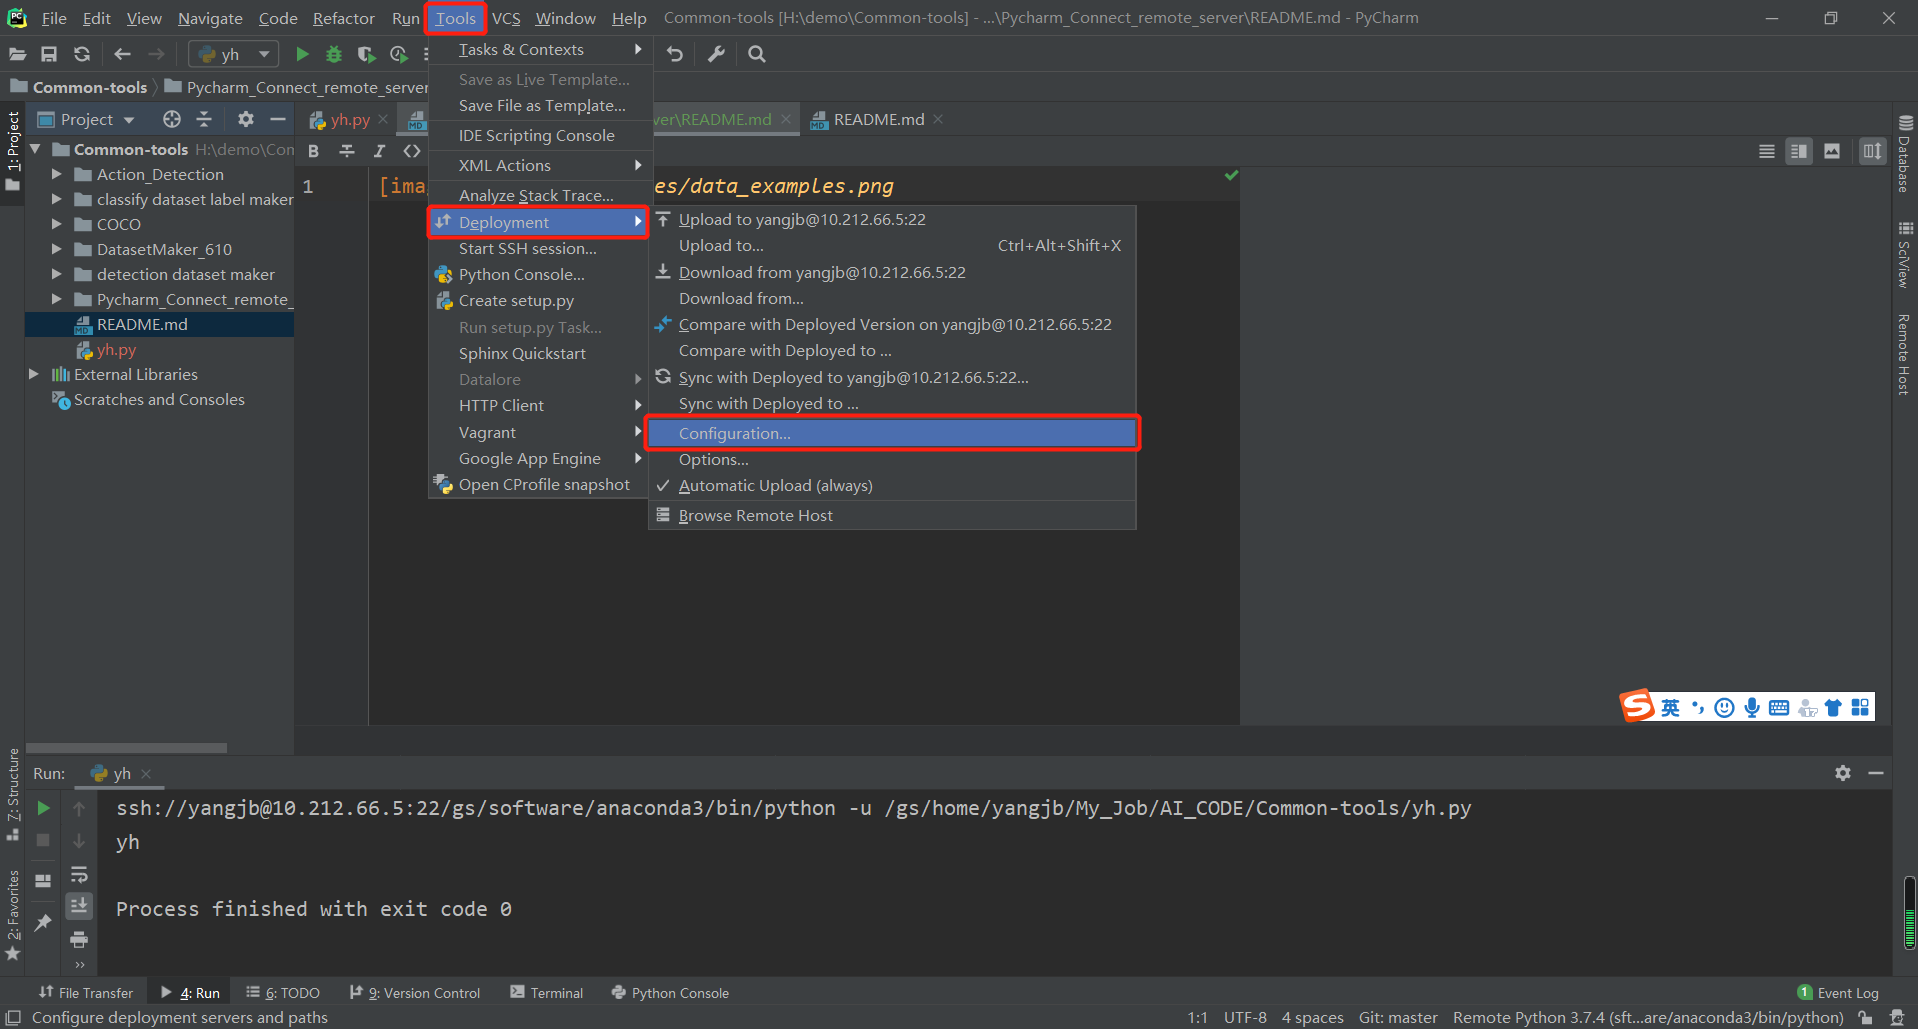 File Edit View Navigate Code Refactor Run Tools VCS Window Help Common-tools [H:\demo\Common-tools] - ...\Pycharm_Connect_remote_server\README.md - PyCharm
yh
Common-tools Pycharm_Connect_remote_server
Project
yh.py
ver\README.md
README.md
1: Project
Common-tools H:\demo\Con
Action_Detection
classify dataset label maker
COCO
DatasetMaker_610
detection dataset maker
Pycharm_Connect_remote_
README.md
yh.py
External Libraries
Scratches and Consoles
B I <>
1 [ima es/data_examples.png
Tasks & Contexts
Save as Live Template...
Save File as Template...
IDE Scripting Console
XML Actions
Analyze Stack Trace...
Deployment
Start SSH session...
Python Console...
Create setup.py
Run setup.py Task...
Sphinx Quickstart
Datalore
HTTP Client
Vagrant
Google App Engine
Open CProfile snapshot
Upload to yangjb@10.212.66.5:22
Upload to... Ctrl+Alt+Shift+X
Download from yangjb@10.212.66.5:22
Download from...
Compare with Deployed Version on yangjb@10.212.66.5:22
Compare with Deployed to ...
Sync with Deployed to yangjb@10.212.66.5:22...
Sync with Deployed to ...
Configuration...
Options...
Automatic Upload (always)
Browse Remote Host
Database
SciView
Remote Host
英
17
7: Structure
2: Favorites
Run: yh
ssh://yangjb@10.212.66.5:22/gs/software/anaconda3/bin/python -u /gs/home/yangjb/My_Job/AI_CODE/Common-tools/yh.py
yh
Process finished with exit code 0
File Transfer 4: Run 6: TODO 9: Version Control Terminal Python Console 1 Event Log
Configure deployment servers and paths 1:1 UTF-8 4 spaces Git: master Remote Python 3.7.4 (sft...are/anaconda3/bin/python)